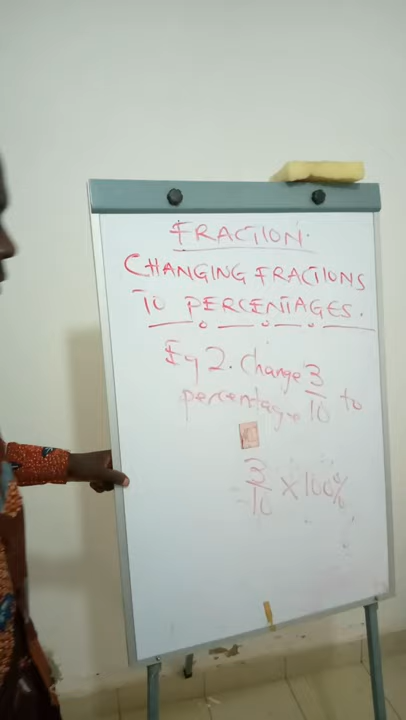 FRACTION.
CHANGING FRACTIONS
TO PERCENTAGES.
Eg 2. Change 3/10 to
percentage
3/10 × 100%